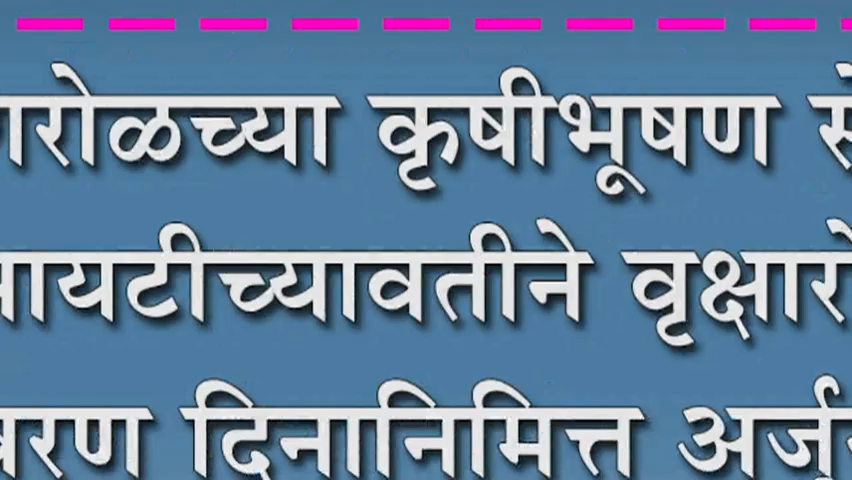 रोळच्या कृषीभूषण से
ायटीच्यावतीने वृक्षारो
वरण दिनानिमित्त अर्जुन